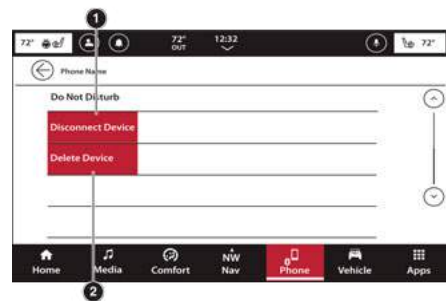 1
72° 72° OUT 12:32 72°
Phone Name
Do Not Disturb
Disconnect Device
Delete Device
Home Media Comfort NW Nav Phone Vehicle Apps
2